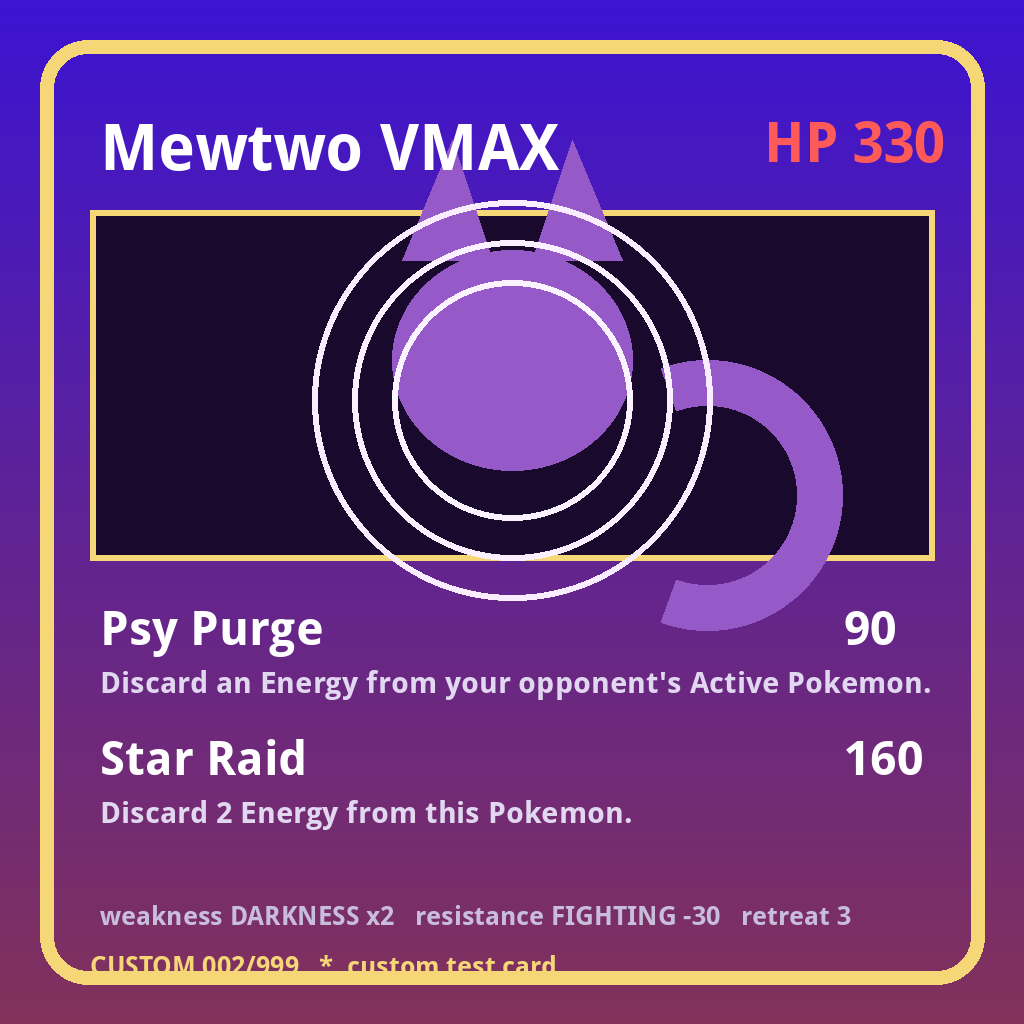 Mewtwo VMAX HP 330
Psy Purge 90
Discard an Energy from your opponent's Active Pokemon.
Star Raid 160
Discard 2 Energy from this Pokemon.
weakness DARKNESS x2 resistance FIGHTING -30 retreat 3
CUSTOM 002/999 * custom test card